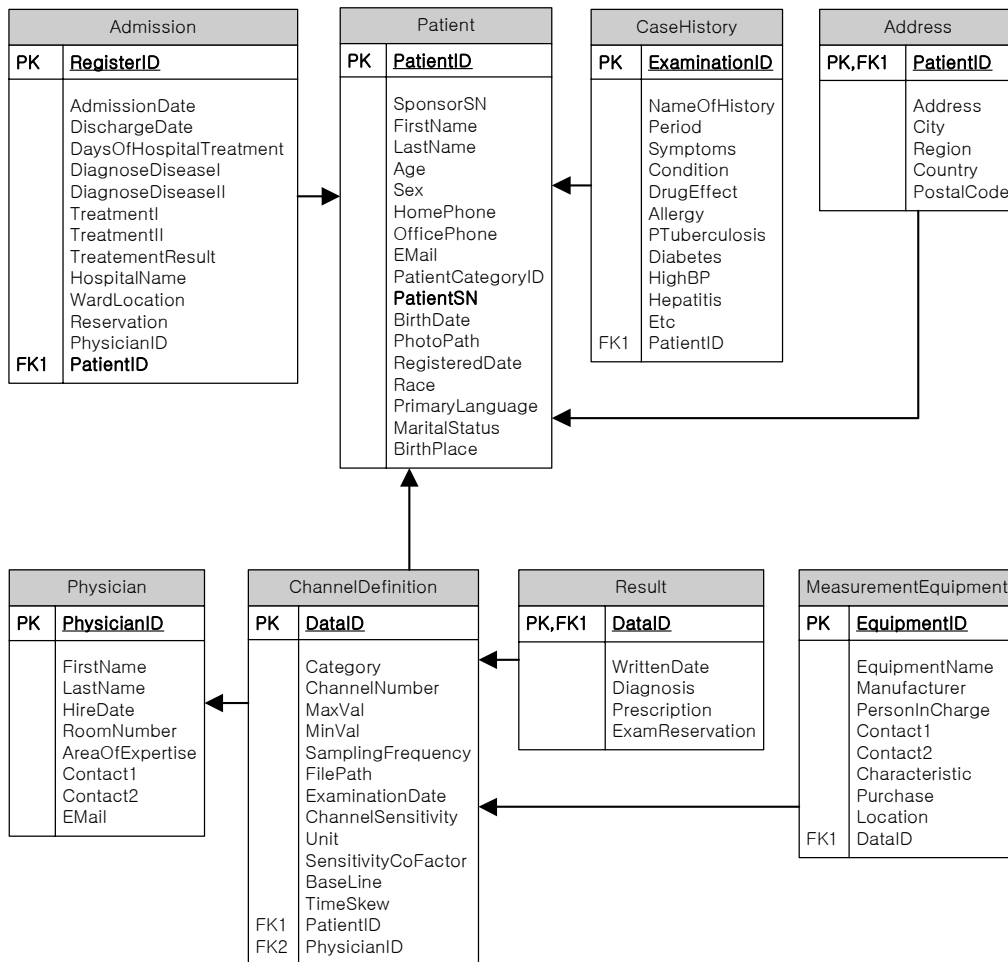 Admission
PK RegisterID
AdmissionDate
DischargeDate
DaysOfHospitalTreatment
DiagnoseDiseaseI
DiagnoseDiseaseII
TreatmentI
TreatmentII
TreatementResult
HospitalName
WardLocation
Reservation
PhysicianID
FK1 PatientID
Patient
PK PatientID
SponsorSN
FirstName
LastName
Age
Sex
HomePhone
OfficePhone
EMail
PatientCategoryID
PatientSN
BirthDate
PhotoPath
RegisteredDate
Race
PrimaryLanguage
MaritalStatus
BirthPlace
CaseHistory
PK ExaminationID
NameOfHistory
Period
Symptoms
Condition
DrugEffect
Allergy
PTuberculosis
Diabetes
HighBP
Hepatitis
Etc
FK1 PatientID
Address
PK,FK1 PatientID
Address
City
Region
Country
PostalCode
Physician
PK PhysicianID
FirstName
LastName
HireDate
RoomNumber
AreaOfExpertise
Contact1
Contact2
EMail
ChannelDefinition
PK DataID
Category
ChannelNumber
MaxVal
MinVal
SamplingFrequency
FilePath
ExaminationDate
ChannelSensitivity
Unit
SensitivityCoFactor
BaseLine
TimeSkew
FK1 PatientID
FK2 PhysicianID
Result
PK,FK1 DataID
WrittenDate
Diagnosis
Prescription
ExamReservation
MeasurementEquipment
PK EquipmentID
EquipmentName
Manufacturer
PersonInCharge
Contact1
Contact2
Characteristic
Purchase
Location
FK1 DataID